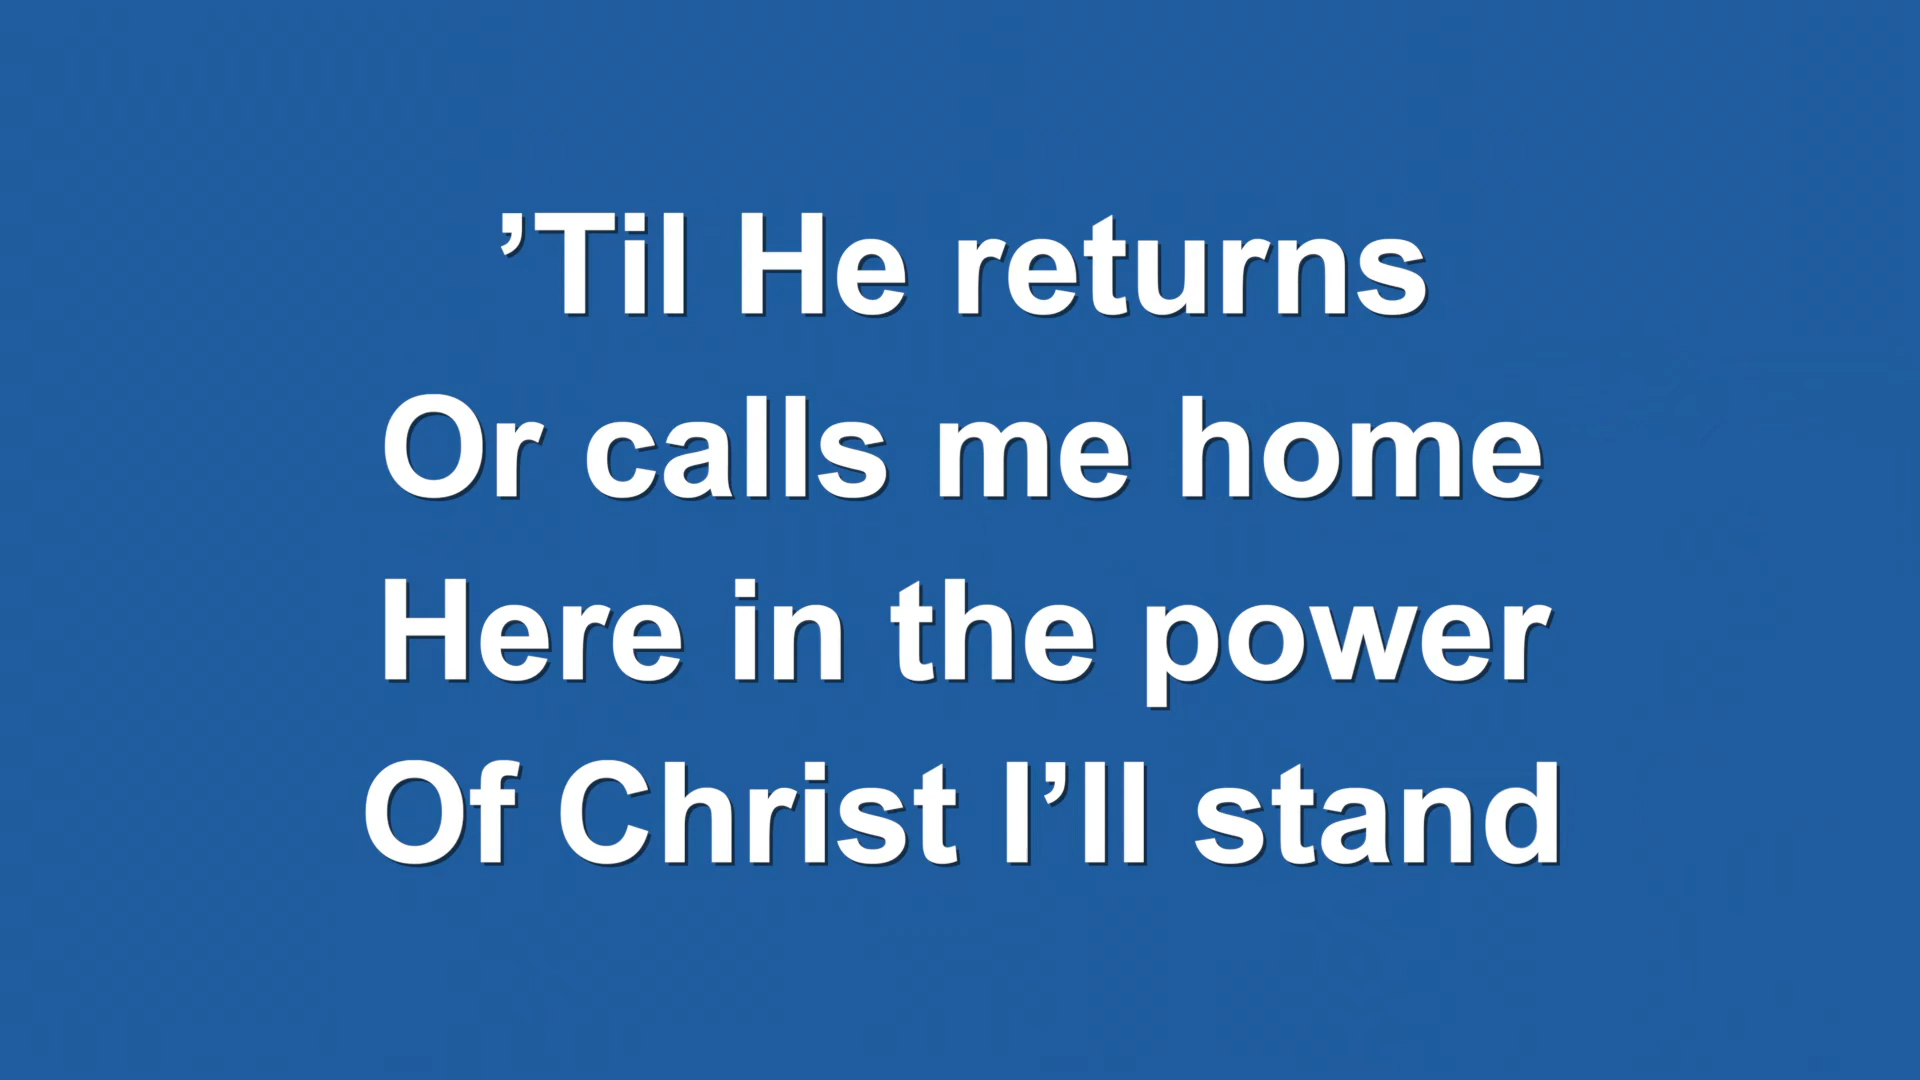 ’Til He returns
Or calls me home
Here in the power
Of Christ I’ll stand